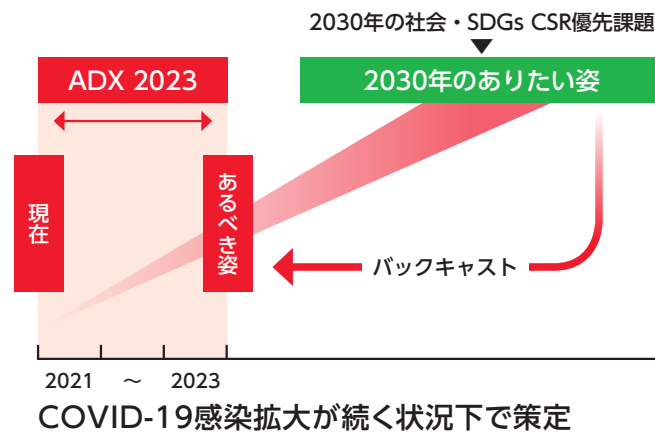 2030年の社会・SDGs CSR優先課題
ADX 2023
2030年のありたい姿
現在
あるべき姿
バックキャスト
2021 ～ 2023
COVID-19感染拡大が続く状況下で策定